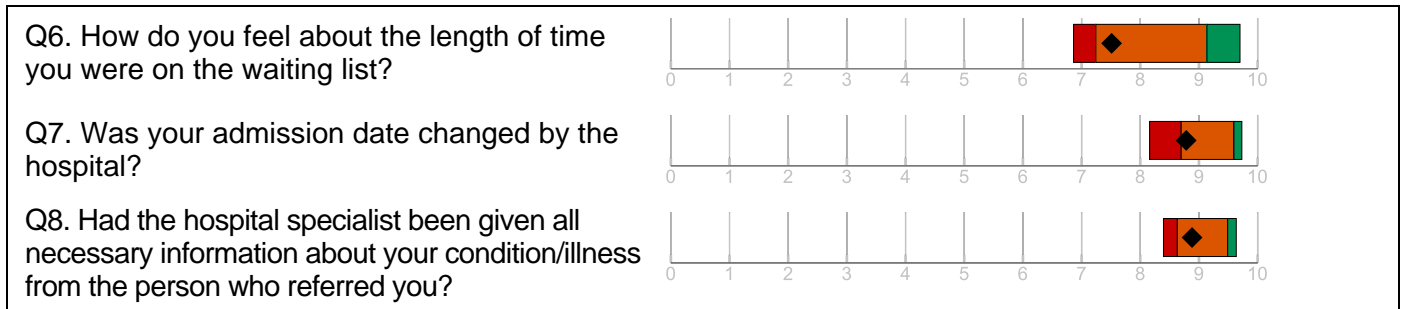 Q6. How do you feel about the length of time
you were on the waiting list?
0 1 2 3 4 5 6 7 8 9 10
Q7. Was your admission date changed by the
hospital?
0 1 2 3 4 5 6 7 8 9 10
Q8. Had the hospital specialist been given all
necessary information about your condition/illness
from the person who referred you?
0 1 2 3 4 5 6 7 8 9 10